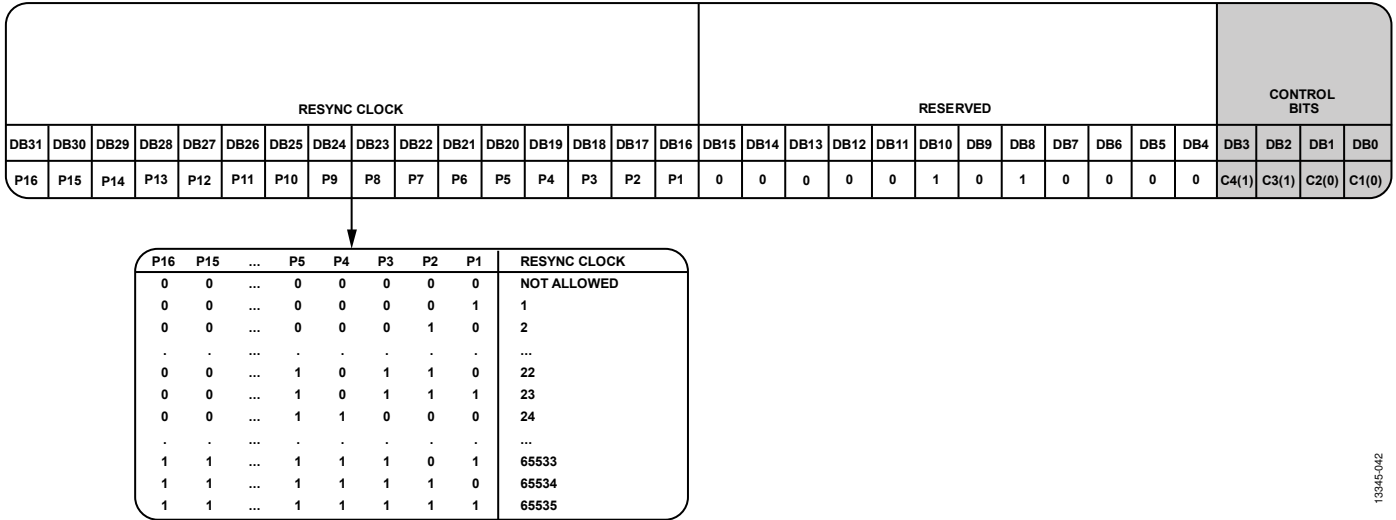 RESYNC CLOCK RESERVED CONTROL
BITS
DB31 DB30 DB29 DB28 DB27 DB26 DB25 DB24 DB23 DB22 DB21 DB20 DB19 DB18 DB17 DB16 DB15 DB14 DB13 DB12 DB11 DB10 DB9 DB8 DB7 DB6 DB5 DB4 DB3 DB2 DB1 DB0
P16 P15 P14 P13 P12 P11 P10 P9 P8 P7 P6 P5 P4 P3 P2 P1 0 0 0 0 0 1 0 1 0 0 0 0 C4(1) C3(1) C2(0) C1(0)
P16 P15 ... P5 P4 P3 P2 P1 RESYNC CLOCK
0 0 ... 0 0 0 0 0 NOT ALLOWED
0 0 ... 0 0 0 0 1 1
0 0 ... 0 0 0 1 0 2
. . ... . . . . . ...
0 0 ... 1 0 1 1 0 22
0 0 ... 1 0 1 1 1 23
0 0 ... 1 1 0 0 0 24
. . ... . . . . . ...
1 1 ... 1 1 1 0 1 65533
1 1 ... 1 1 1 1 0 65534
1 1 ... 1 1 1 1 1 65535
13345-042